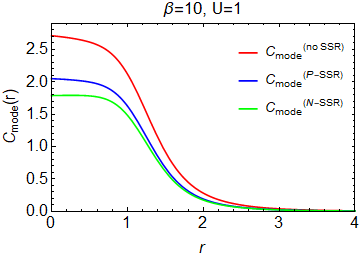 β=10, U=1
C_mode(r)
2.5
2.0
1.5
1.0
0.5
0.0
C_mode^(no SSR)
C_mode^(P-SSR)
C_mode^(N-SSR)
0 1 2 3 4
r